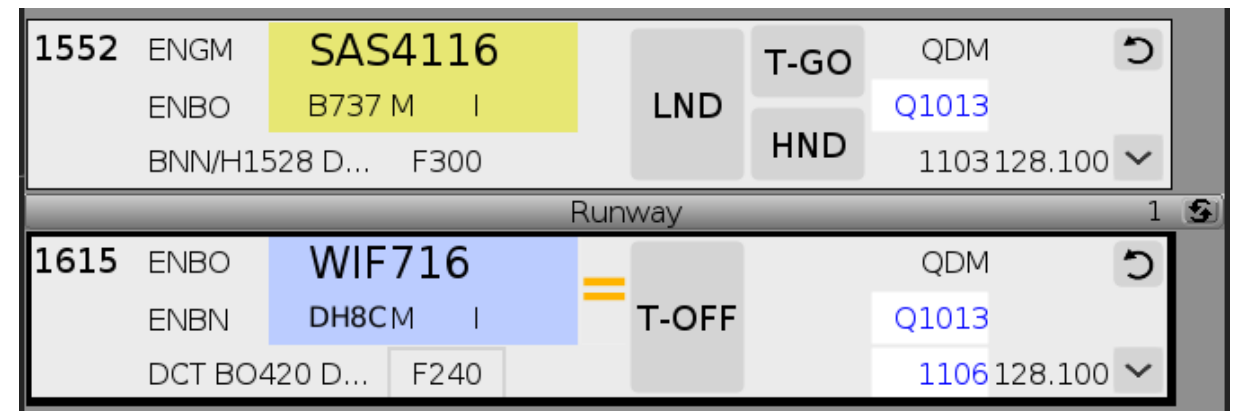 1552 ENGM SAS4116 T-GO QDM
ENBO B737 M I LND Q1013
BNN/H1528 D... F300 HND 1103 128.100
Runway 1
1615 ENBO WIF716 QDM
ENBN DH8C M I = T-OFF Q1013
DCT BO420 D... F240 1106 128.100